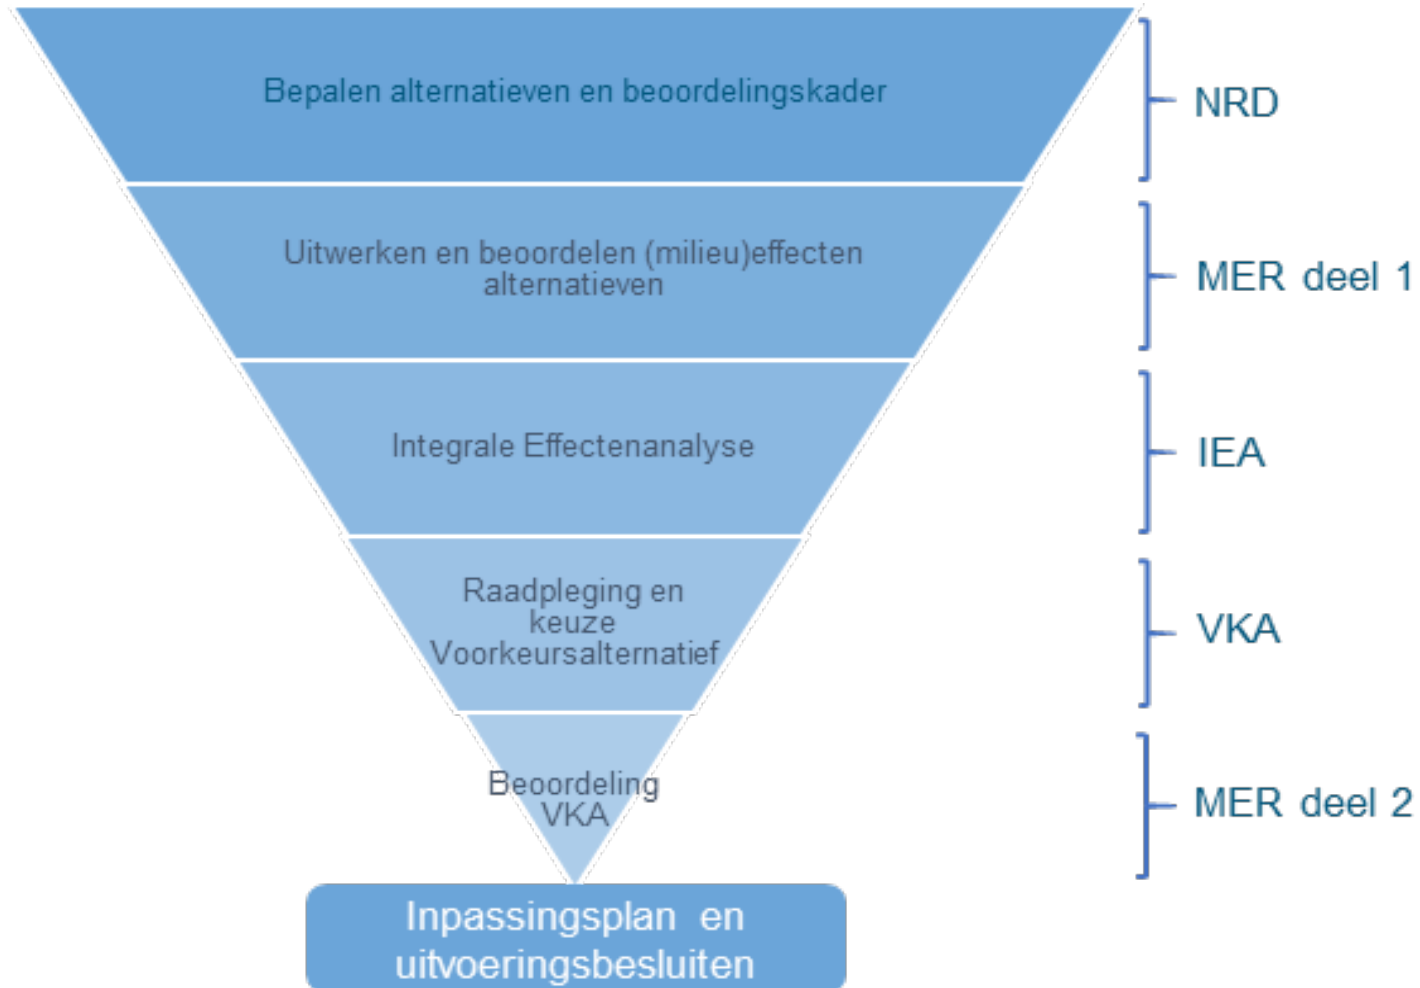 Bepalen alternatieven en beoordelingskader
NRD
Uitwerken en beoordelen (milieu)effecten
alternatieven
MER deel 1
Integrale Effectenanalyse
IEA
Raadpleging en
keuze
Voorkeursalternatief
VKA
Beoordeling
VKA
MER deel 2
Inpassingsplan en
uitvoeringsbesluiten